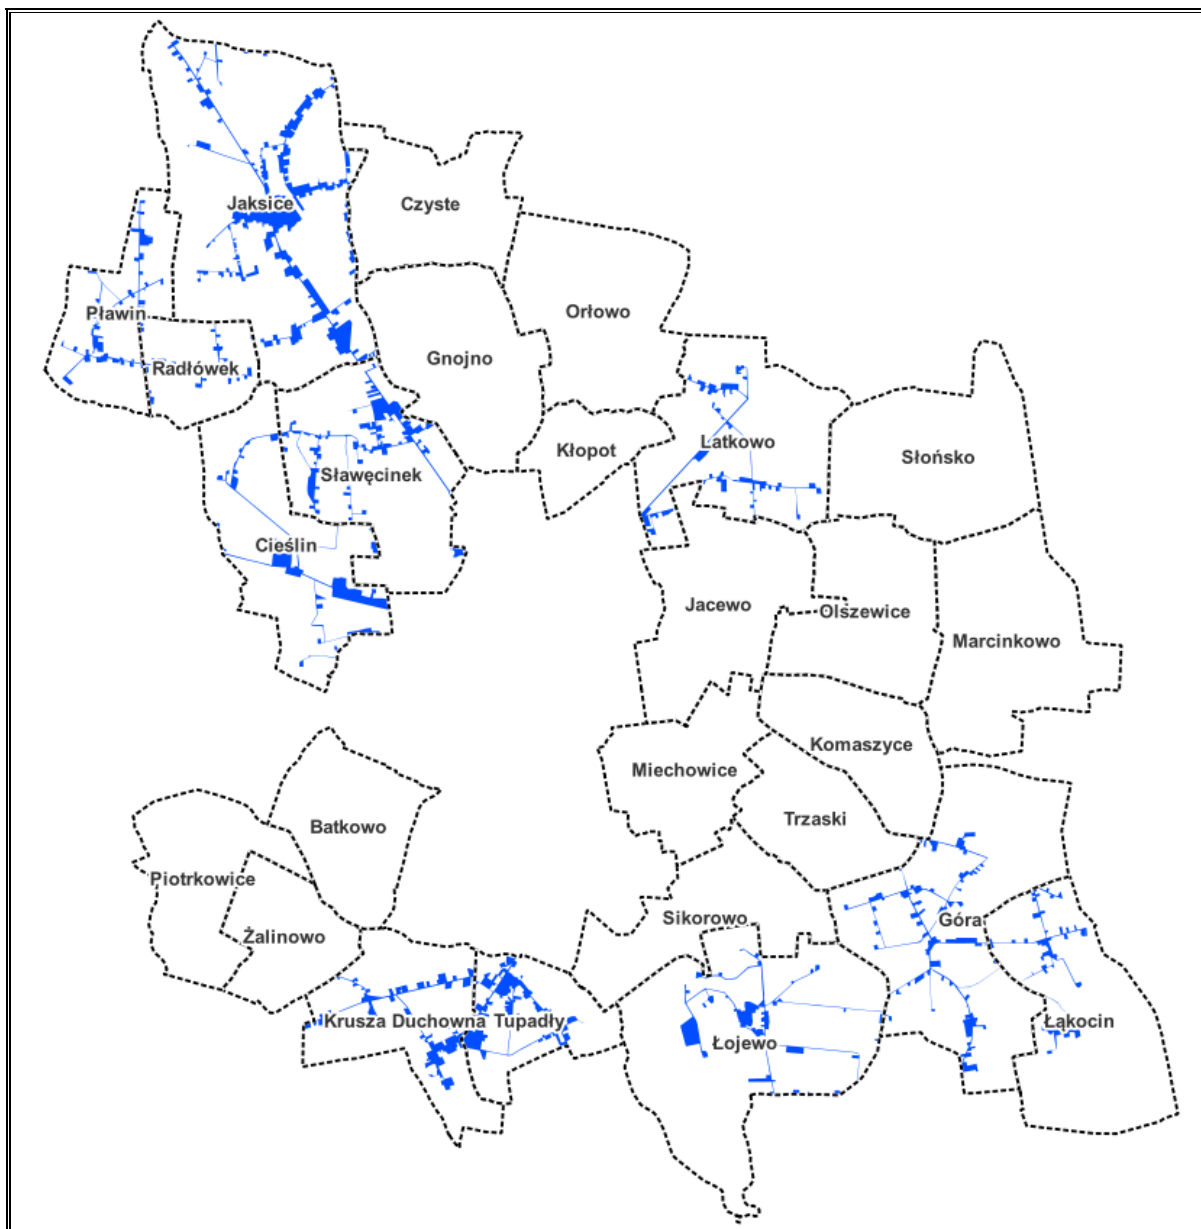 Jaksice
Czyste
Pławin
Orłowo
Radłówek
Gnojno
Latkowo
Kłopot
Słońsko
Sławęcinek
Cieślin
Jacewo
Olszewice
Marcinkowo
Komaszyce
Miechowice
Trzaski
Batkowo
Piotrkowice
Sikorowo
Góra
Żalinowo
Krusza Duchowna
Tupadły
Łąkocin
Łojewo